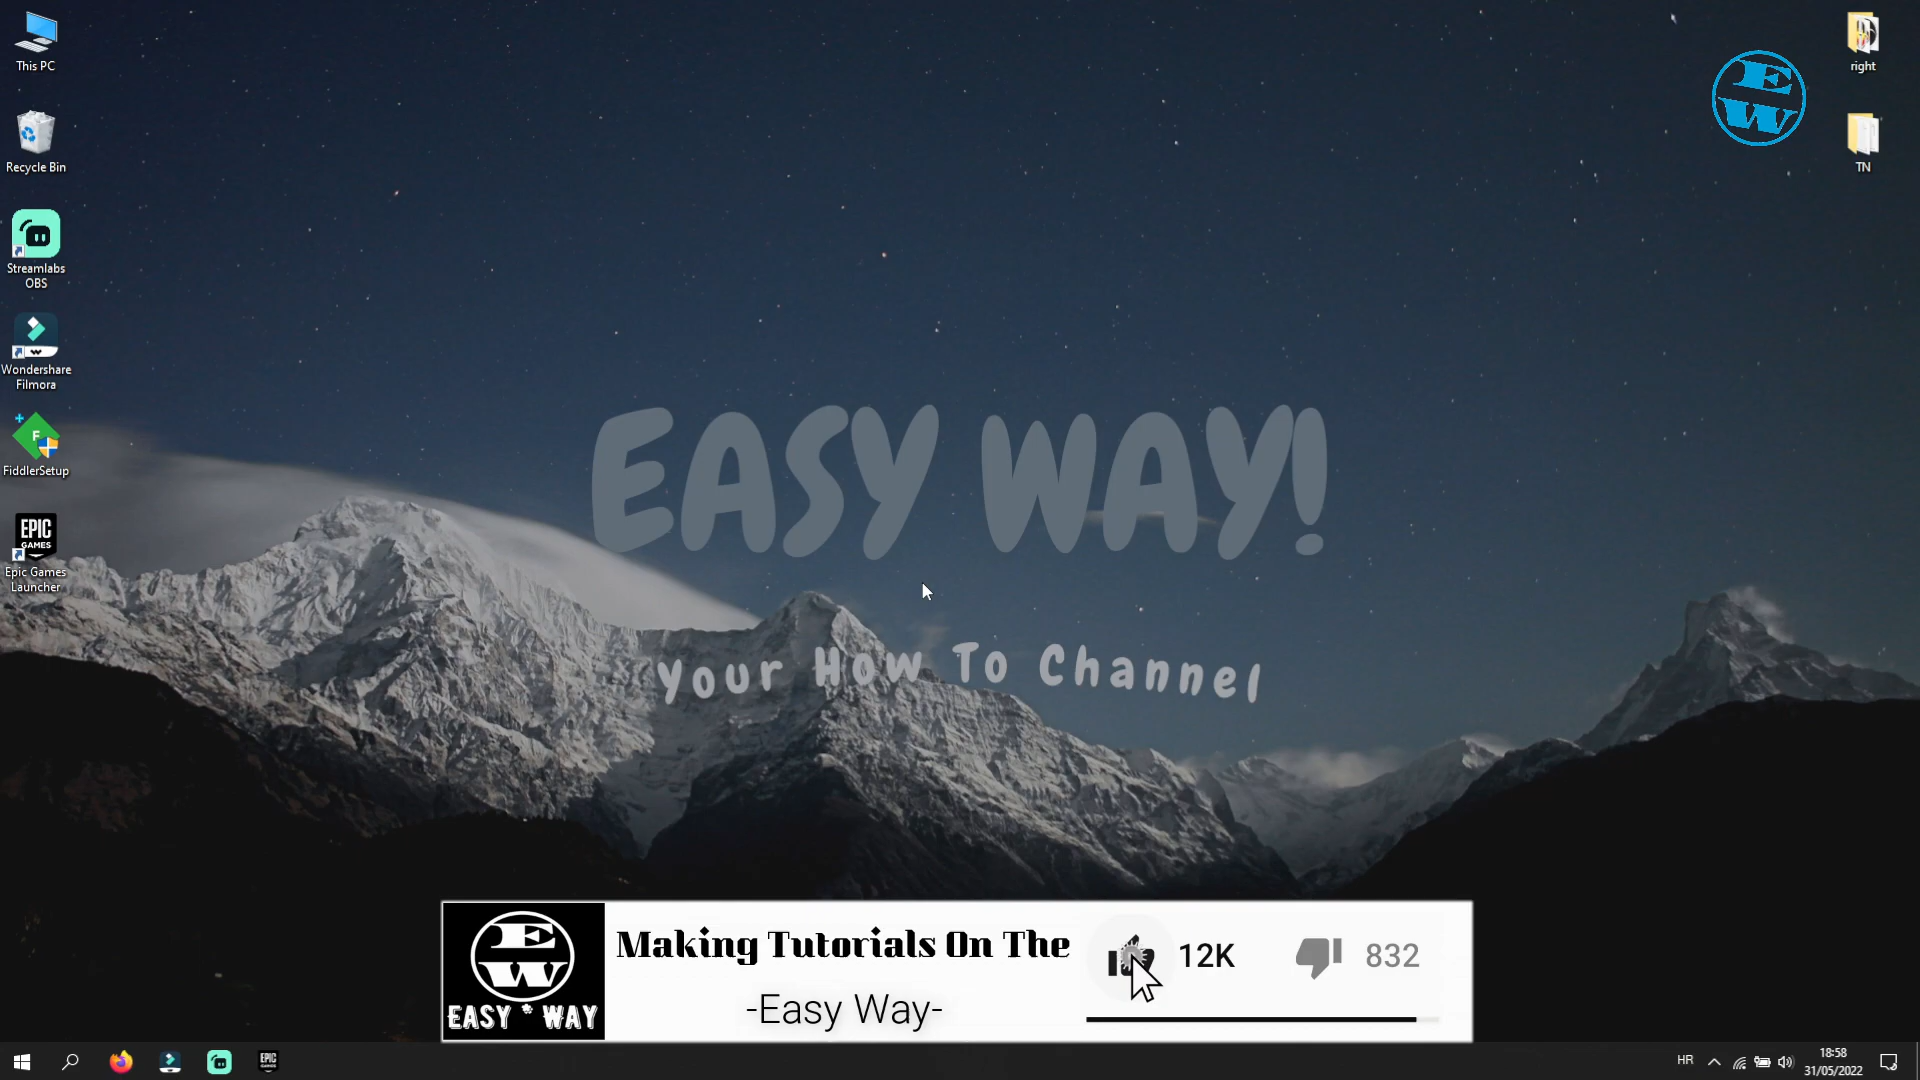 This PC
Recycle Bin
Streamlabs
OBS
Wondershare
Filmora
F
FiddlerSetup
EPIC
GAMES
Epic Games
Launcher
right
TN
E
W
EASY WAY!
Your How To Channel
E
W
EASY * WAY
Making Tutorials On The
-Easy Way-
12K
832
EPIC
GAMES
HR
18:58
31/05/2022